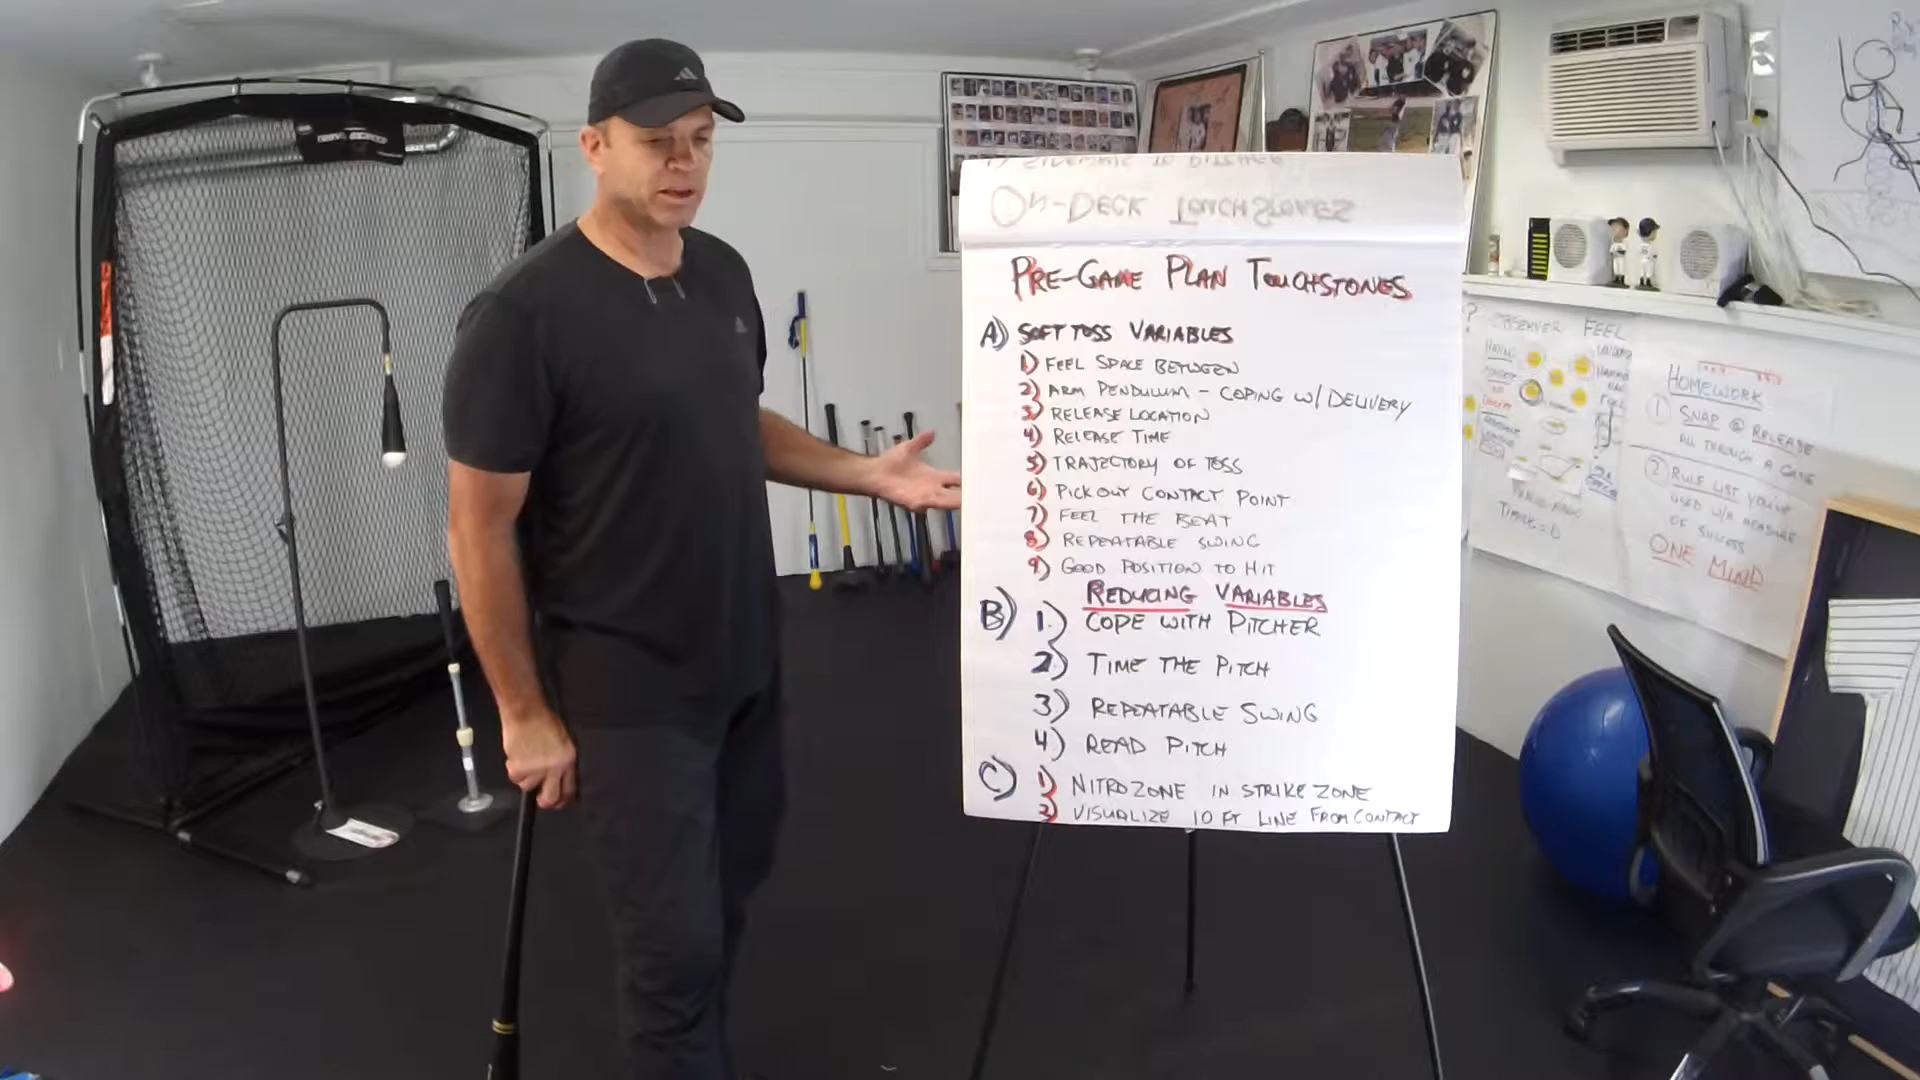 ON-DECK TOUCHSTONES
PRE-GAME PLAN TOUCHSTONES
A) SOFT TOSS VARIABLES
1) FEEL SPACE BETWEEN
2) ARM PENDULUM - COPING W/ DELIVERY
3) RELEASE LOCATION
4) RELEASE TIME
5) TRAJECTORY OF TOSS
6) PICK OUT CONTACT POINT
7) FEEL THE BEAT
8) REPEATABLE SWING
9) GOOD POSITION TO HIT
REDUCING VARIABLES
B) 1.) COPE WITH PITCHER
2.) TIME THE PITCH
3.) REPEATABLE SWING
4) READ PITCH
C) 1) NITROZONE IN STRIKE ZONE
2) VISUALIZE 10 FT LINE FROM CONTACT
OBSERVER FEEL
TIMING = D
HOMEWORK
1) SNAP @ RELEASE
ALL THROUGH A GAME
2) RULE LIST YOU'VE
USED W/A MEASURE
OF SUCCESS
ONE MIND